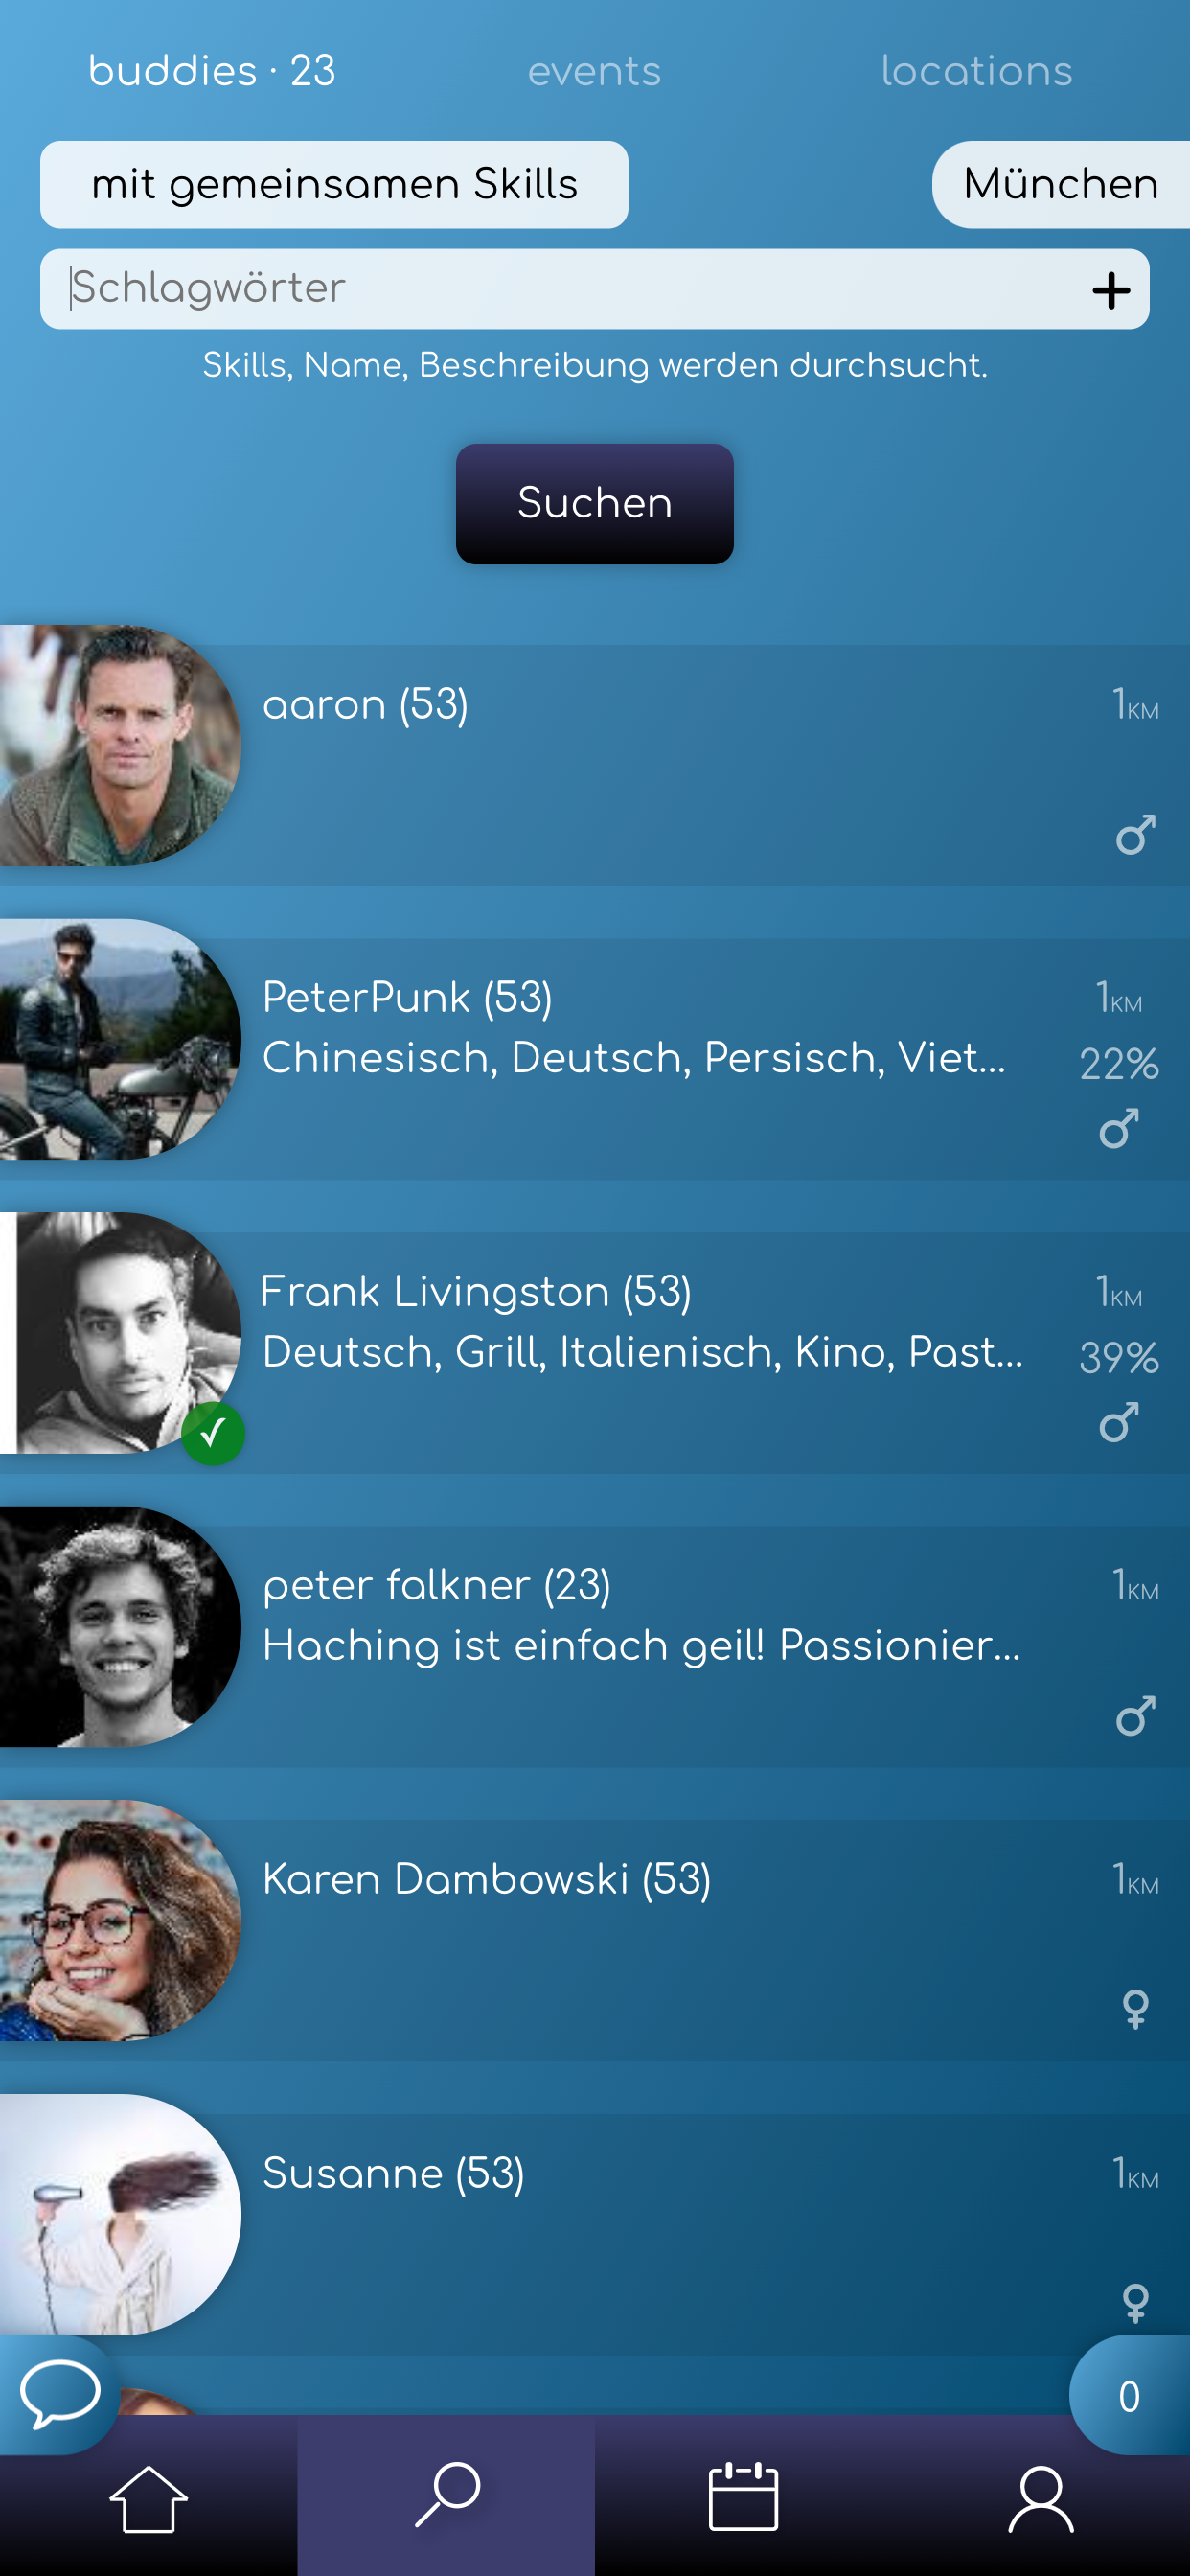 buddies · 23 events locations
mit gemeinsamen Skills München
Schlagwörter
Skills, Name, Beschreibung werden durchsucht.
Suchen
aaron (53) 1KM
PeterPunk (53) 1KM
Chinesisch, Deutsch, Persisch, Viet... 22%
Frank Livingston (53) 1KM
Deutsch, Grill, Italienisch, Kino, Past... 39%
peter falkner (23) 1KM
Haching ist einfach geil! Passionier...
Karen Dambowski (53) 1KM
Susanne (53) 1KM
0